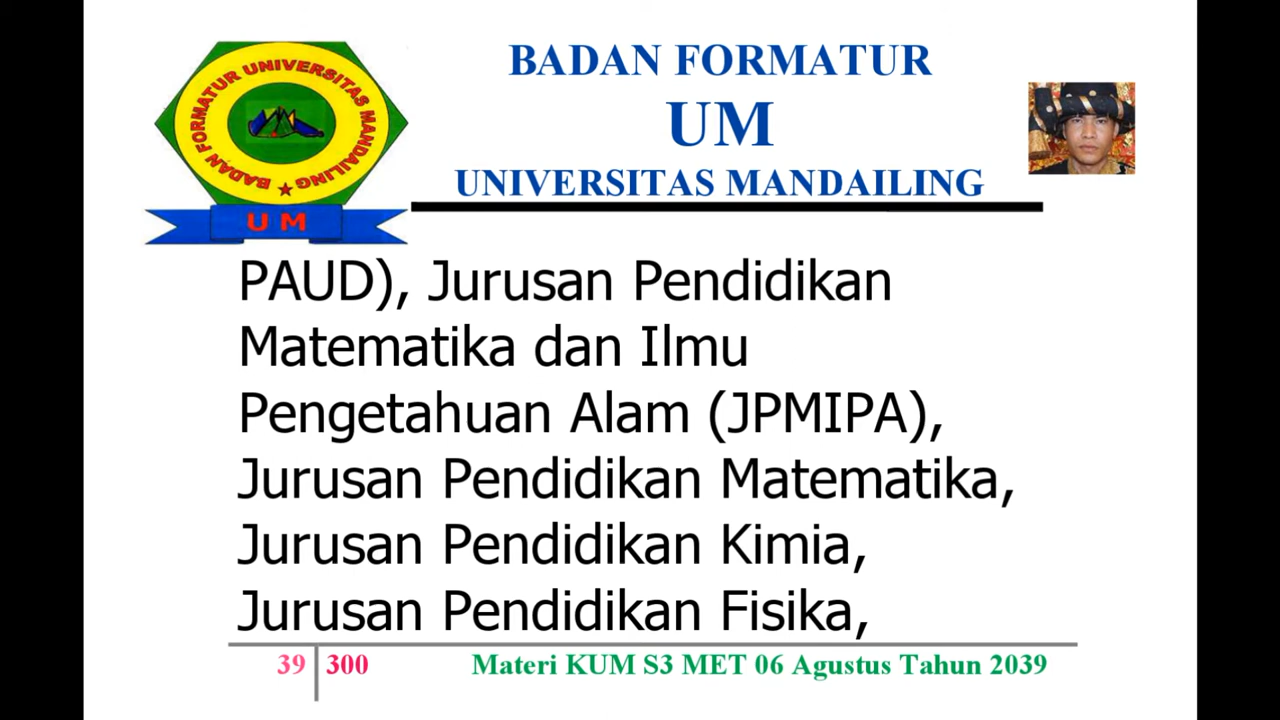 BADAN FORMATUR UNIVERSITAS MANDAILING
U M
BADAN FORMATUR
UM
UNIVERSITAS MANDAILING
PAUD), Jurusan Pendidikan
Matematika dan Ilmu
Pengetahuan Alam (JPMIPA),
Jurusan Pendidikan Matematika,
Jurusan Pendidikan Kimia,
Jurusan Pendidikan Fisika,
39 300 Materi KUM S3 MET 06 Agustus Tahun 2039